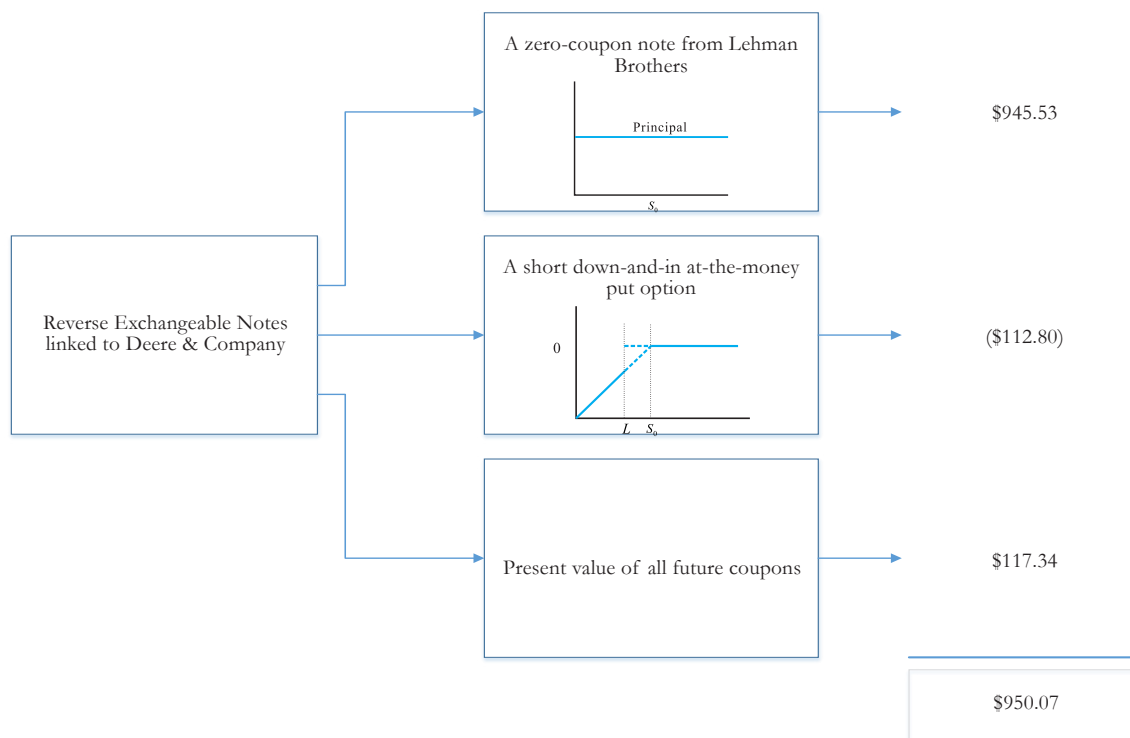 A zero-coupon note from Lehman
Brothers
Principal
S₀
$945.53
Reverse Exchangeable Notes
linked to Deere & Company
A short down-and-in at-the-money
put option
0
L S₀
($112.80)
Present value of all future coupons
$117.34
$950.07